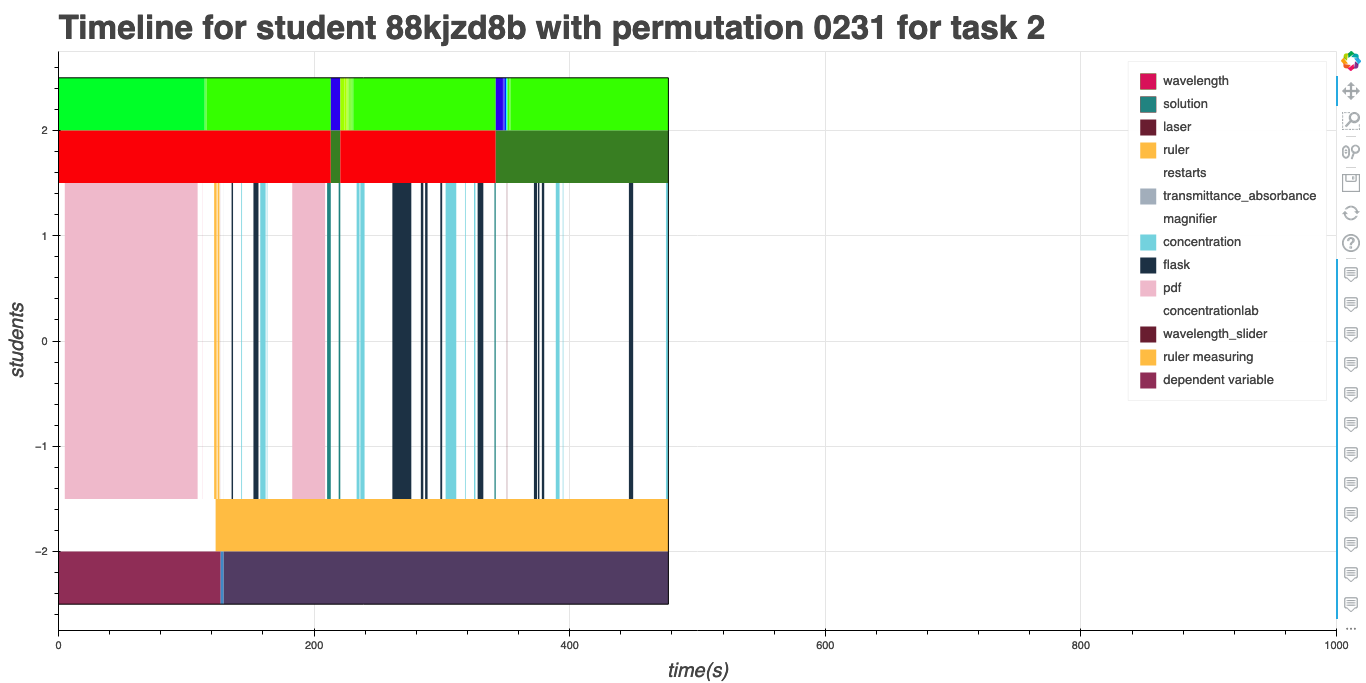 Timeline for student 88kjzd8b with permutation 0231 for task 2
wavelength
solution
laser
ruler
restarts
transmittance_absorbance
magnifier
concentration
flask
pdf
concentrationlab
wavelength_slider
ruler measuring
dependent variable
students
2
1
0
−1
−2
0 200 400 600 800 1000
time(s)